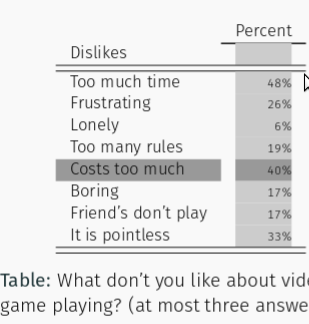 Percent
Dislikes
Too much time 48%
Frustrating 26%
Lonely 6%
Too many rules 19%
Costs too much 40%
Boring 17%
Friend's don't play 17%
It is pointless 33%
Table: What don't you like about
game playing? (at most three